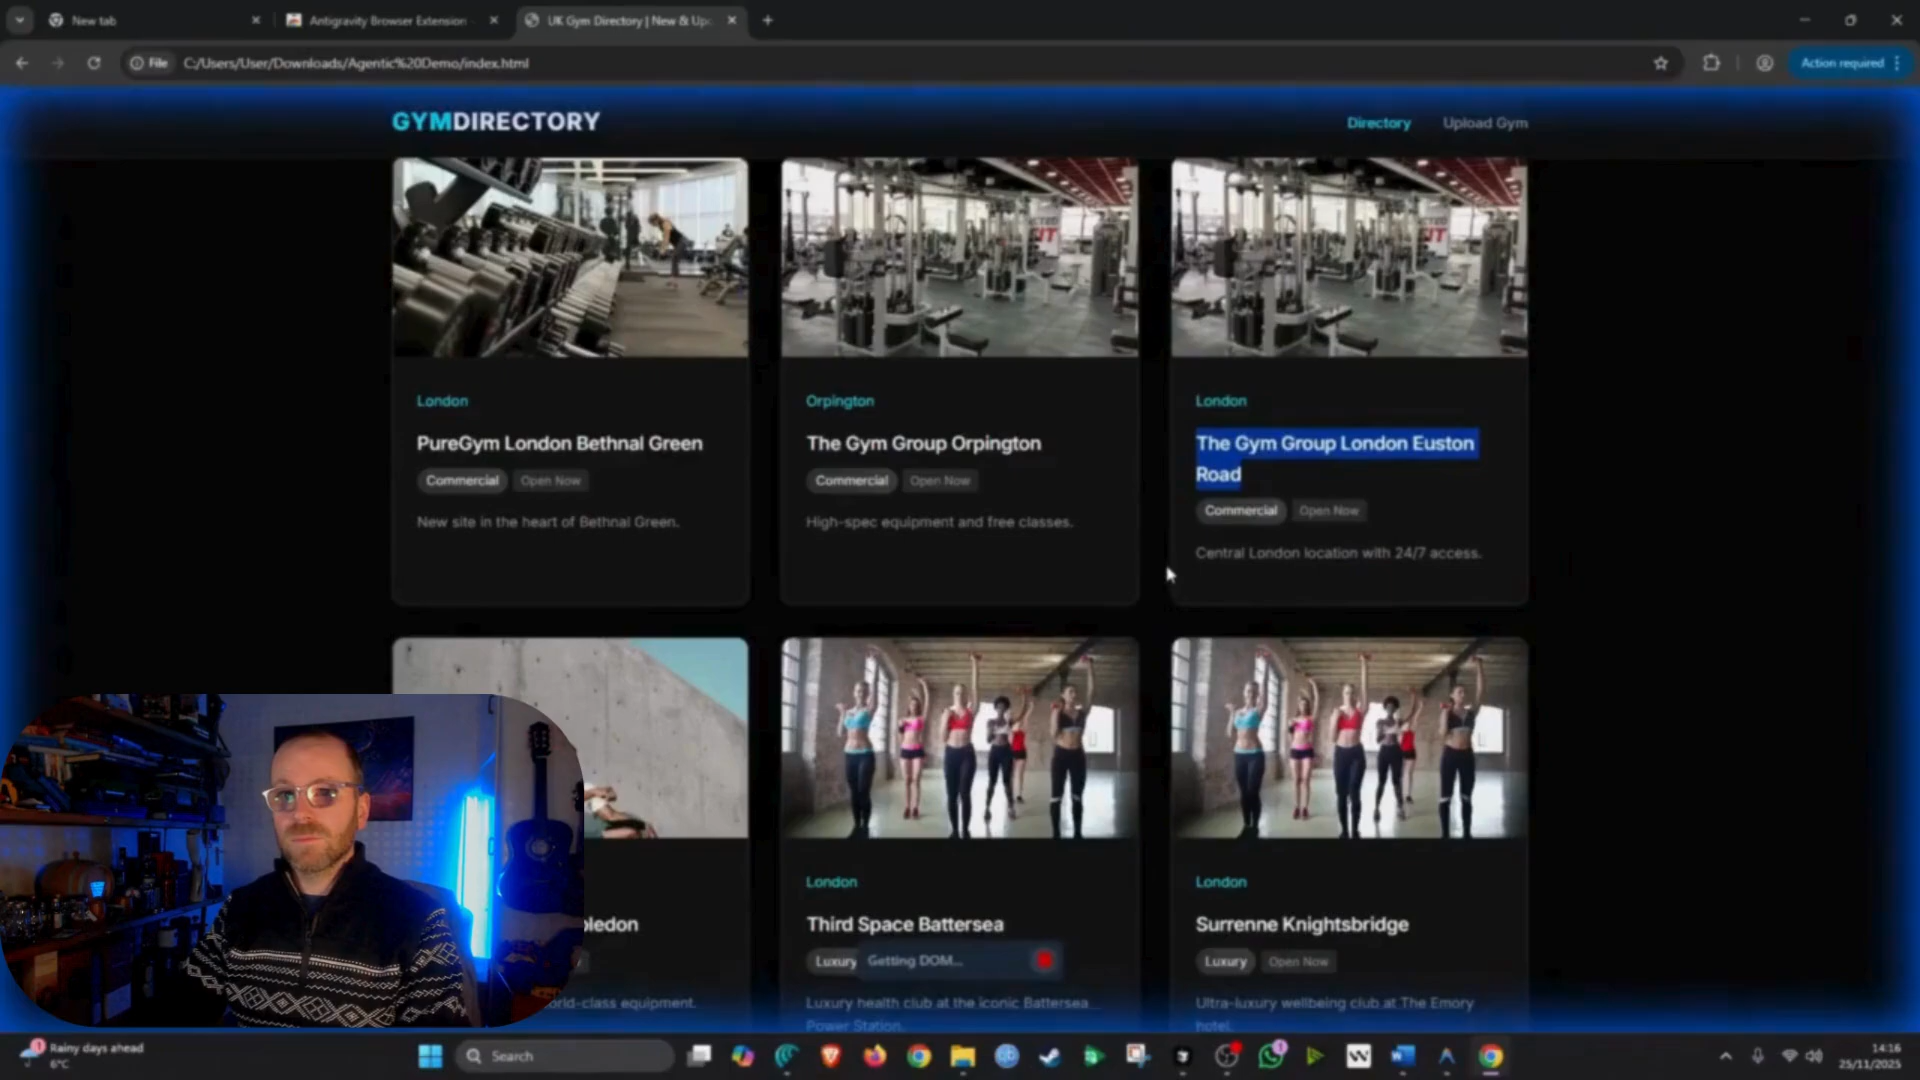 New tab
Antigravity Browser Extension
UK Gym Directory | New & Up
File
C:/Users/User/Downloads/Agentic%20Demo/index.html
Action required
GYMDIRECTORY
Directory
Upload Gym
London
PureGym London Bethnal Green
Commercial
Open Now
New site in the heart of Bethnal Green.
Orpington
The Gym Group Orpington
Commercial
Open Now
High-spec equipment and free classes.
London
The Gym Group London Euston
Road
Commercial
Open Now
Central London location with 24/7 access.
London
Third Space Battersea
Luxury
Getting DOM...
Luxury health club at the iconic Battersea
Power Station.
London
Surrenne Knightsbridge
Luxury
Open Now
Ultra-luxury wellbeing club at The Emory
hotel.
equipment.
Rainy days ahead
6°C
Search
14:16
25/11/2025